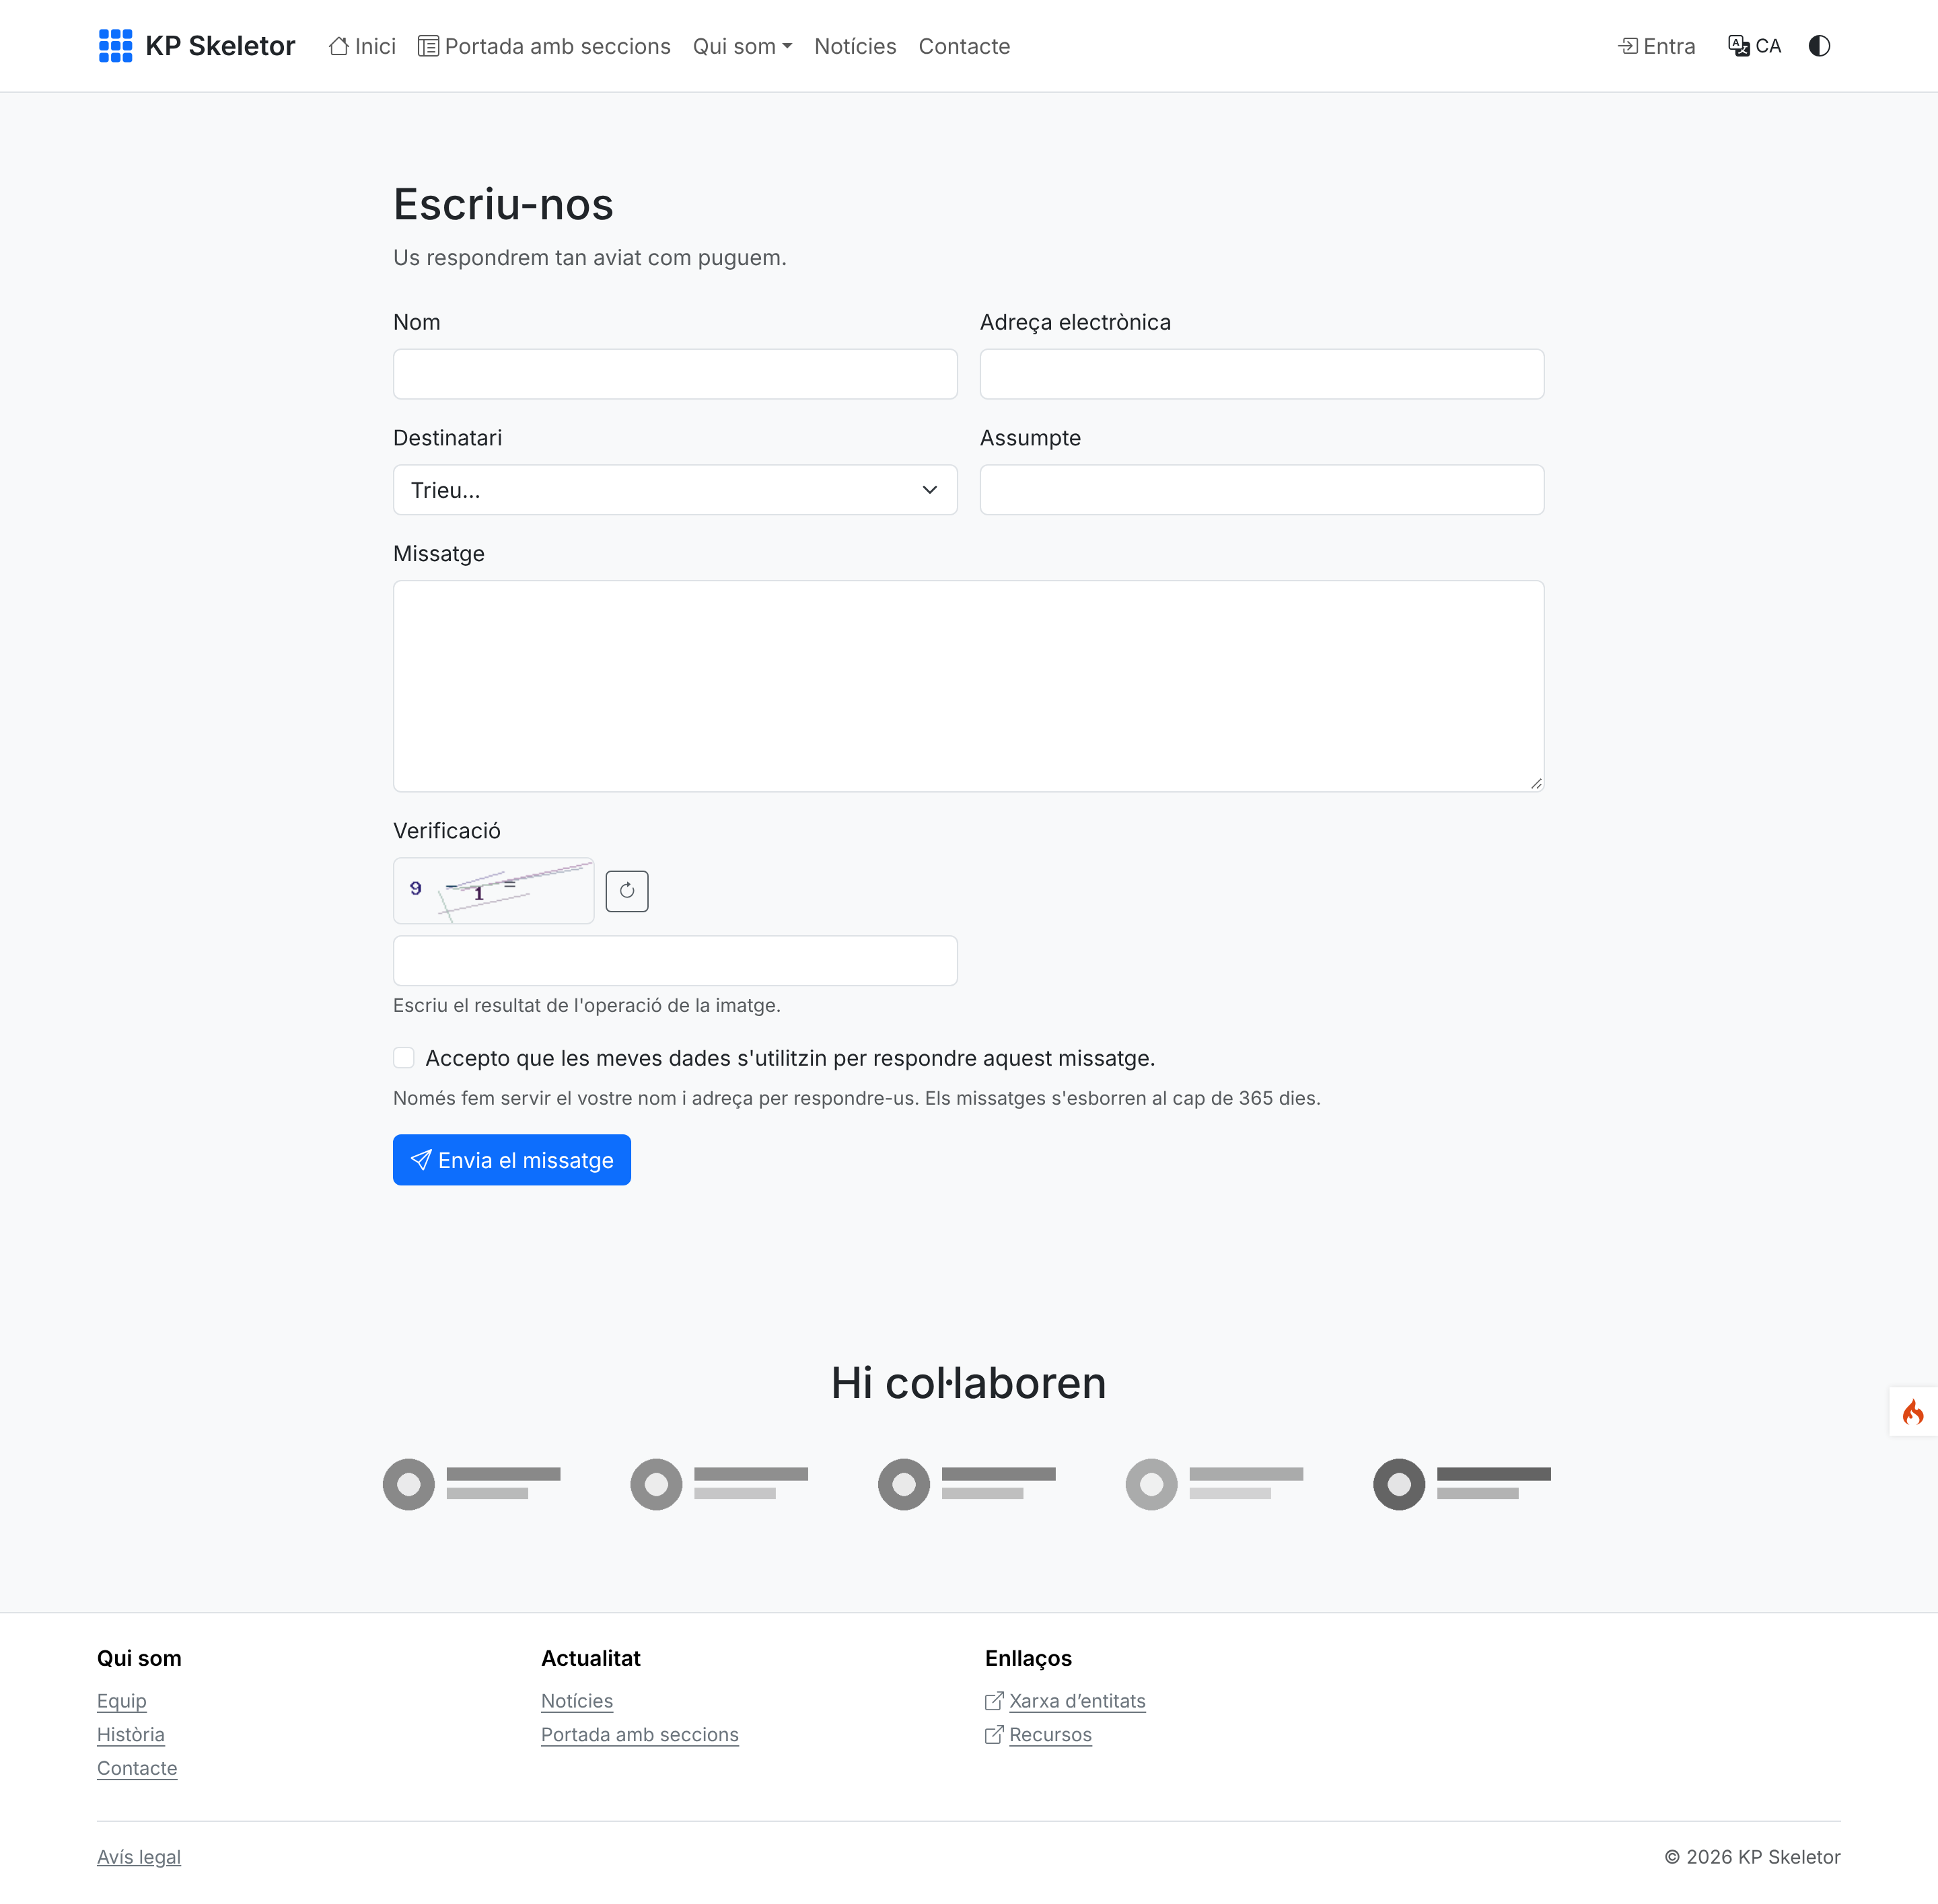 KP Skeletor
Inici
Portada amb seccions
Qui som
Notícies
Contacte
Entra
CA
Escriu-nos
Us respondrem tan aviat com puguem.
Nom
Adreça electrònica
Destinatari
Assumpte
Trieu...
Missatge
Verificació
9 − 1 =
Escriu el resultat de l'operació de la imatge.
Accepto que les meves dades s'utilitzin per respondre aquest missatge.
Només fem servir el vostre nom i adreça per respondre-us. Els missatges s'esborren al cap de 365 dies.
Envia el missatge
Hi col·laboren
Qui som
Equip
Història
Contacte
Actualitat
Notícies
Portada amb seccions
Enllaços
Xarxa d’entitats
Recursos
Avís legal
© 2026 KP Skeletor